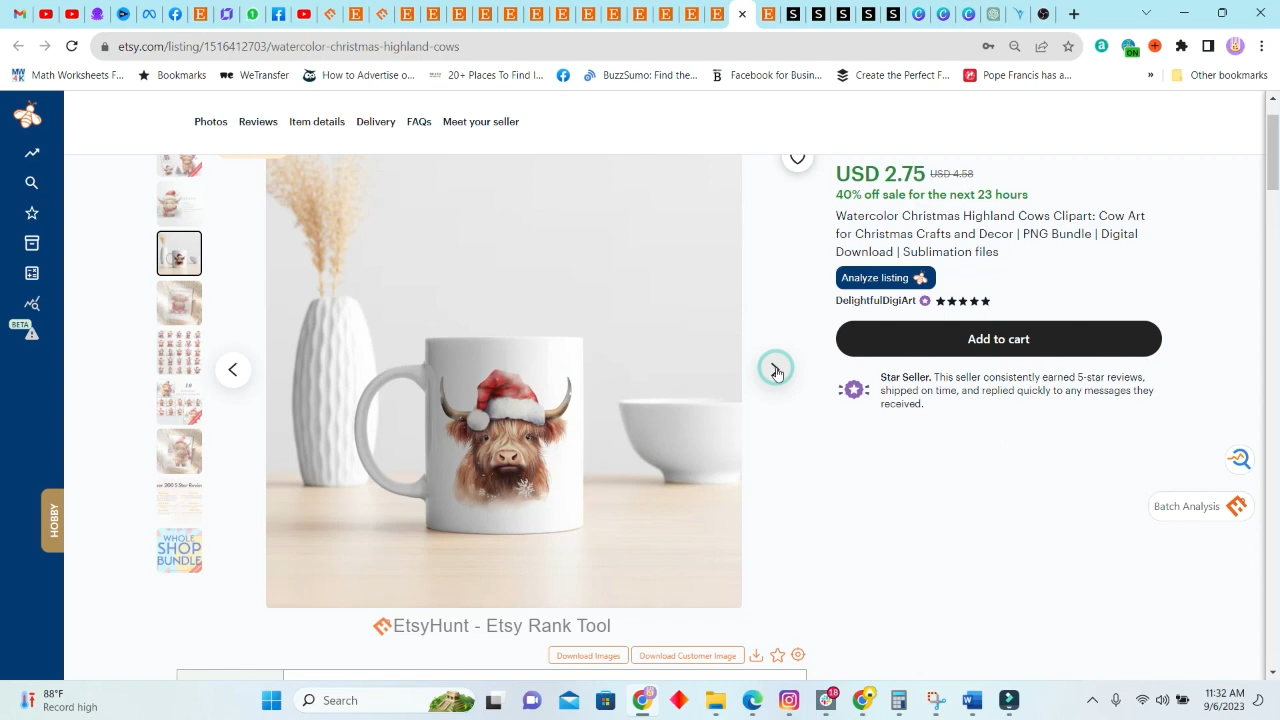 etsy.com/listing/1516412703/watercolor-christmas-highland-cows
ON
Math Worksheets F...
Bookmarks
WeTransfer
How to Advertise o...
20+ Places To Find I...
BuzzSumo: Find the...
Facebook for Busin...
Create the Perfect F...
Pope Francis has a...
»
Other bookmarks
Photos
Reviews
Item details
Delivery
FAQs
Meet your seller
USD 2.75 USD 4.58
40% off sale for the next 23 hours
Watercolor Christmas Highland Cows Clipart: Cow Art
for Christmas Crafts and Decor | PNG Bundle | Digital
Download | Sublimation files
Analyze listing
DelightfulDigiArt
Add to cart
Star Seller. This seller consistently earned 5-star reviews,
shipped on time, and replied quickly to any messages they
received.
BETA
HOBBY
WHOLE
SHOP
BUNDLE
Batch Analysis
EtsyHunt - Etsy Rank Tool
Download Images
Download Customer Image
88°F
Record high
Search
18
11:32 AM
9/6/2023